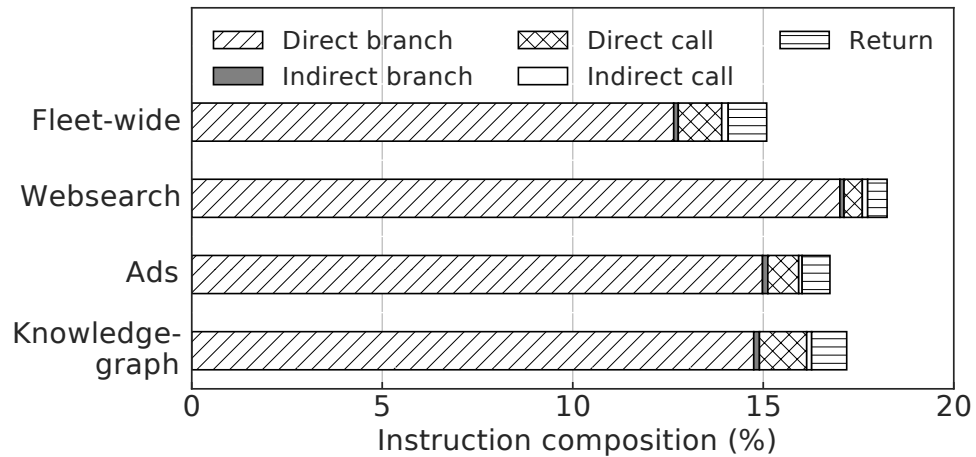 Direct branch
Direct call
Return
Indirect branch
Indirect call
Fleet-wide
Websearch
Ads
Knowledge-
graph
0 5 10 15 20
Instruction composition (%)